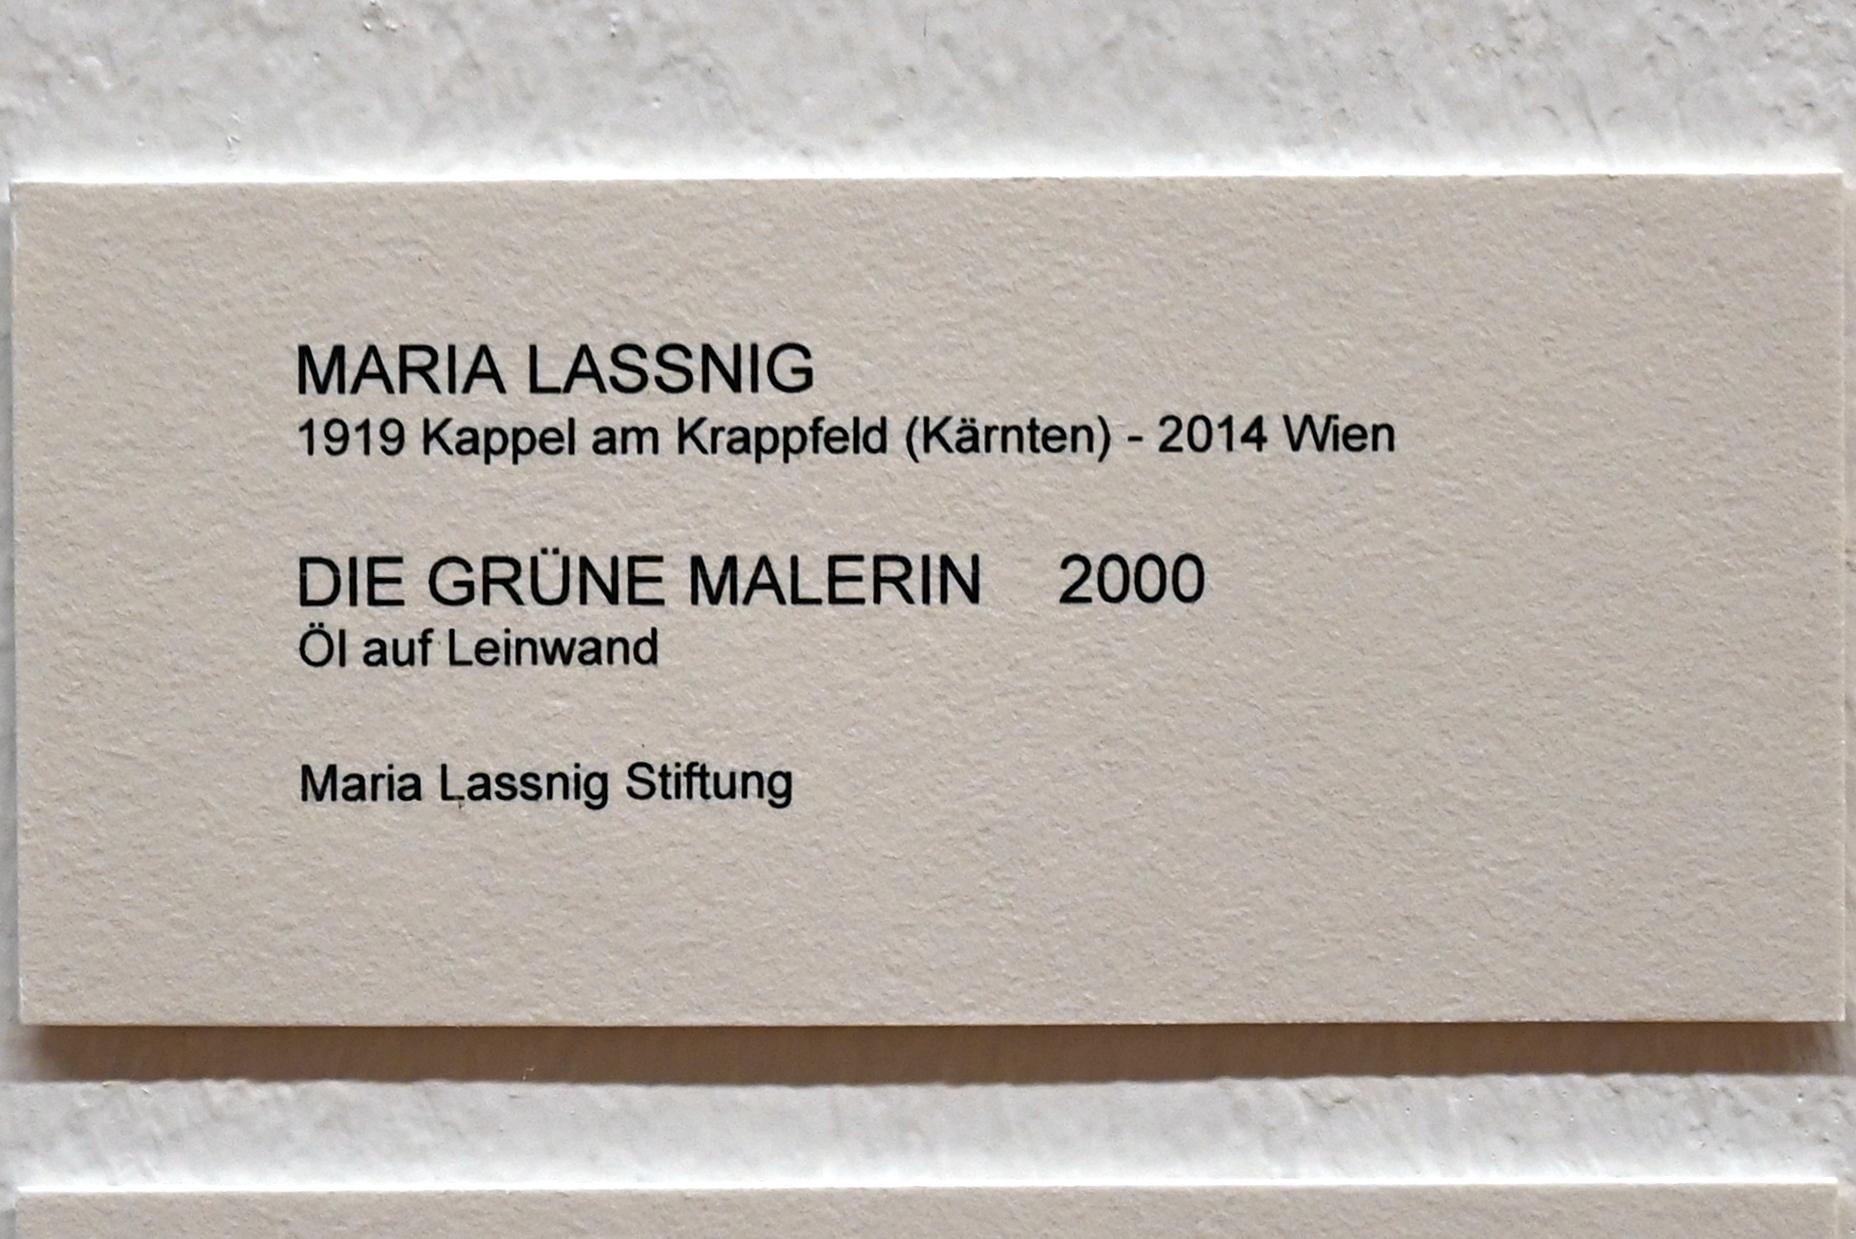 MARIA LASSNIG
1919 Kappel am Krappfeld (Kärnten) - 2014 Wien
DIE GRÜNE MALERIN 2000
Öl auf Leinwand
Maria Lassnig Stiftung